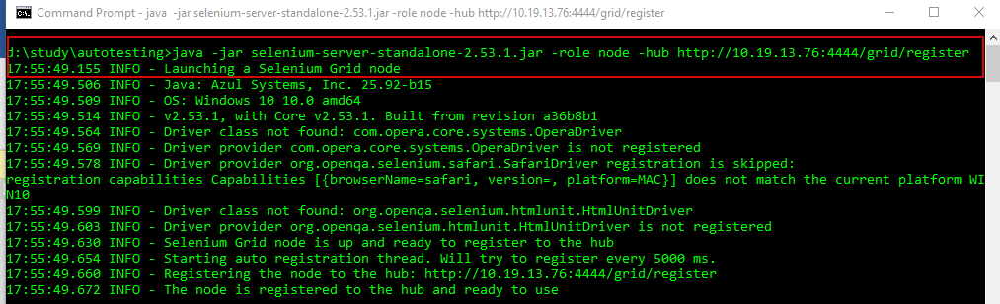 Command Prompt - java -jar selenium-server-standalone-2.53.1.jar -role node -hub http://10.19.13.76:4444/grid/register
d:\study\autotesting>java -jar selenium-server-standalone-2.53.1.jar -role node -hub http://10.19.13.76:4444/grid/register
17:55:49.155 INFO - Launching a Selenium Grid node
17:55:49.506 INFO - Java: Azul Systems, Inc. 25.92-b15
17:55:49.509 INFO - OS: Windows 10 10.0 amd64
17:55:49.514 INFO - v2.53.1, with Core v2.53.1. Built from revision a36b8b1
17:55:49.564 INFO - Driver class not found: com.opera.core.systems.OperaDriver
17:55:49.569 INFO - Driver provider com.opera.core.systems.OperaDriver is not registered
17:55:49.578 INFO - Driver provider org.openqa.selenium.safari.SafariDriver registration is skipped:
registration capabilities Capabilities [{browserName=safari, version=, platform=MAC}] does not match the current platform WI
N10
17:55:49.599 INFO - Driver class not found: org.openqa.selenium.htmlunit.HtmlUnitDriver
17:55:49.603 INFO - Driver provider org.openqa.selenium.htmlunit.HtmlUnitDriver is not registered
17:55:49.630 INFO - Selenium Grid node is up and ready to register to the hub
17:55:49.654 INFO - Starting auto registration thread. Will try to register every 5000 ms.
17:55:49.660 INFO - Registering the node to the hub: http://10.19.13.76:4444/grid/register
17:55:49.672 INFO - The node is registered to the hub and ready to use